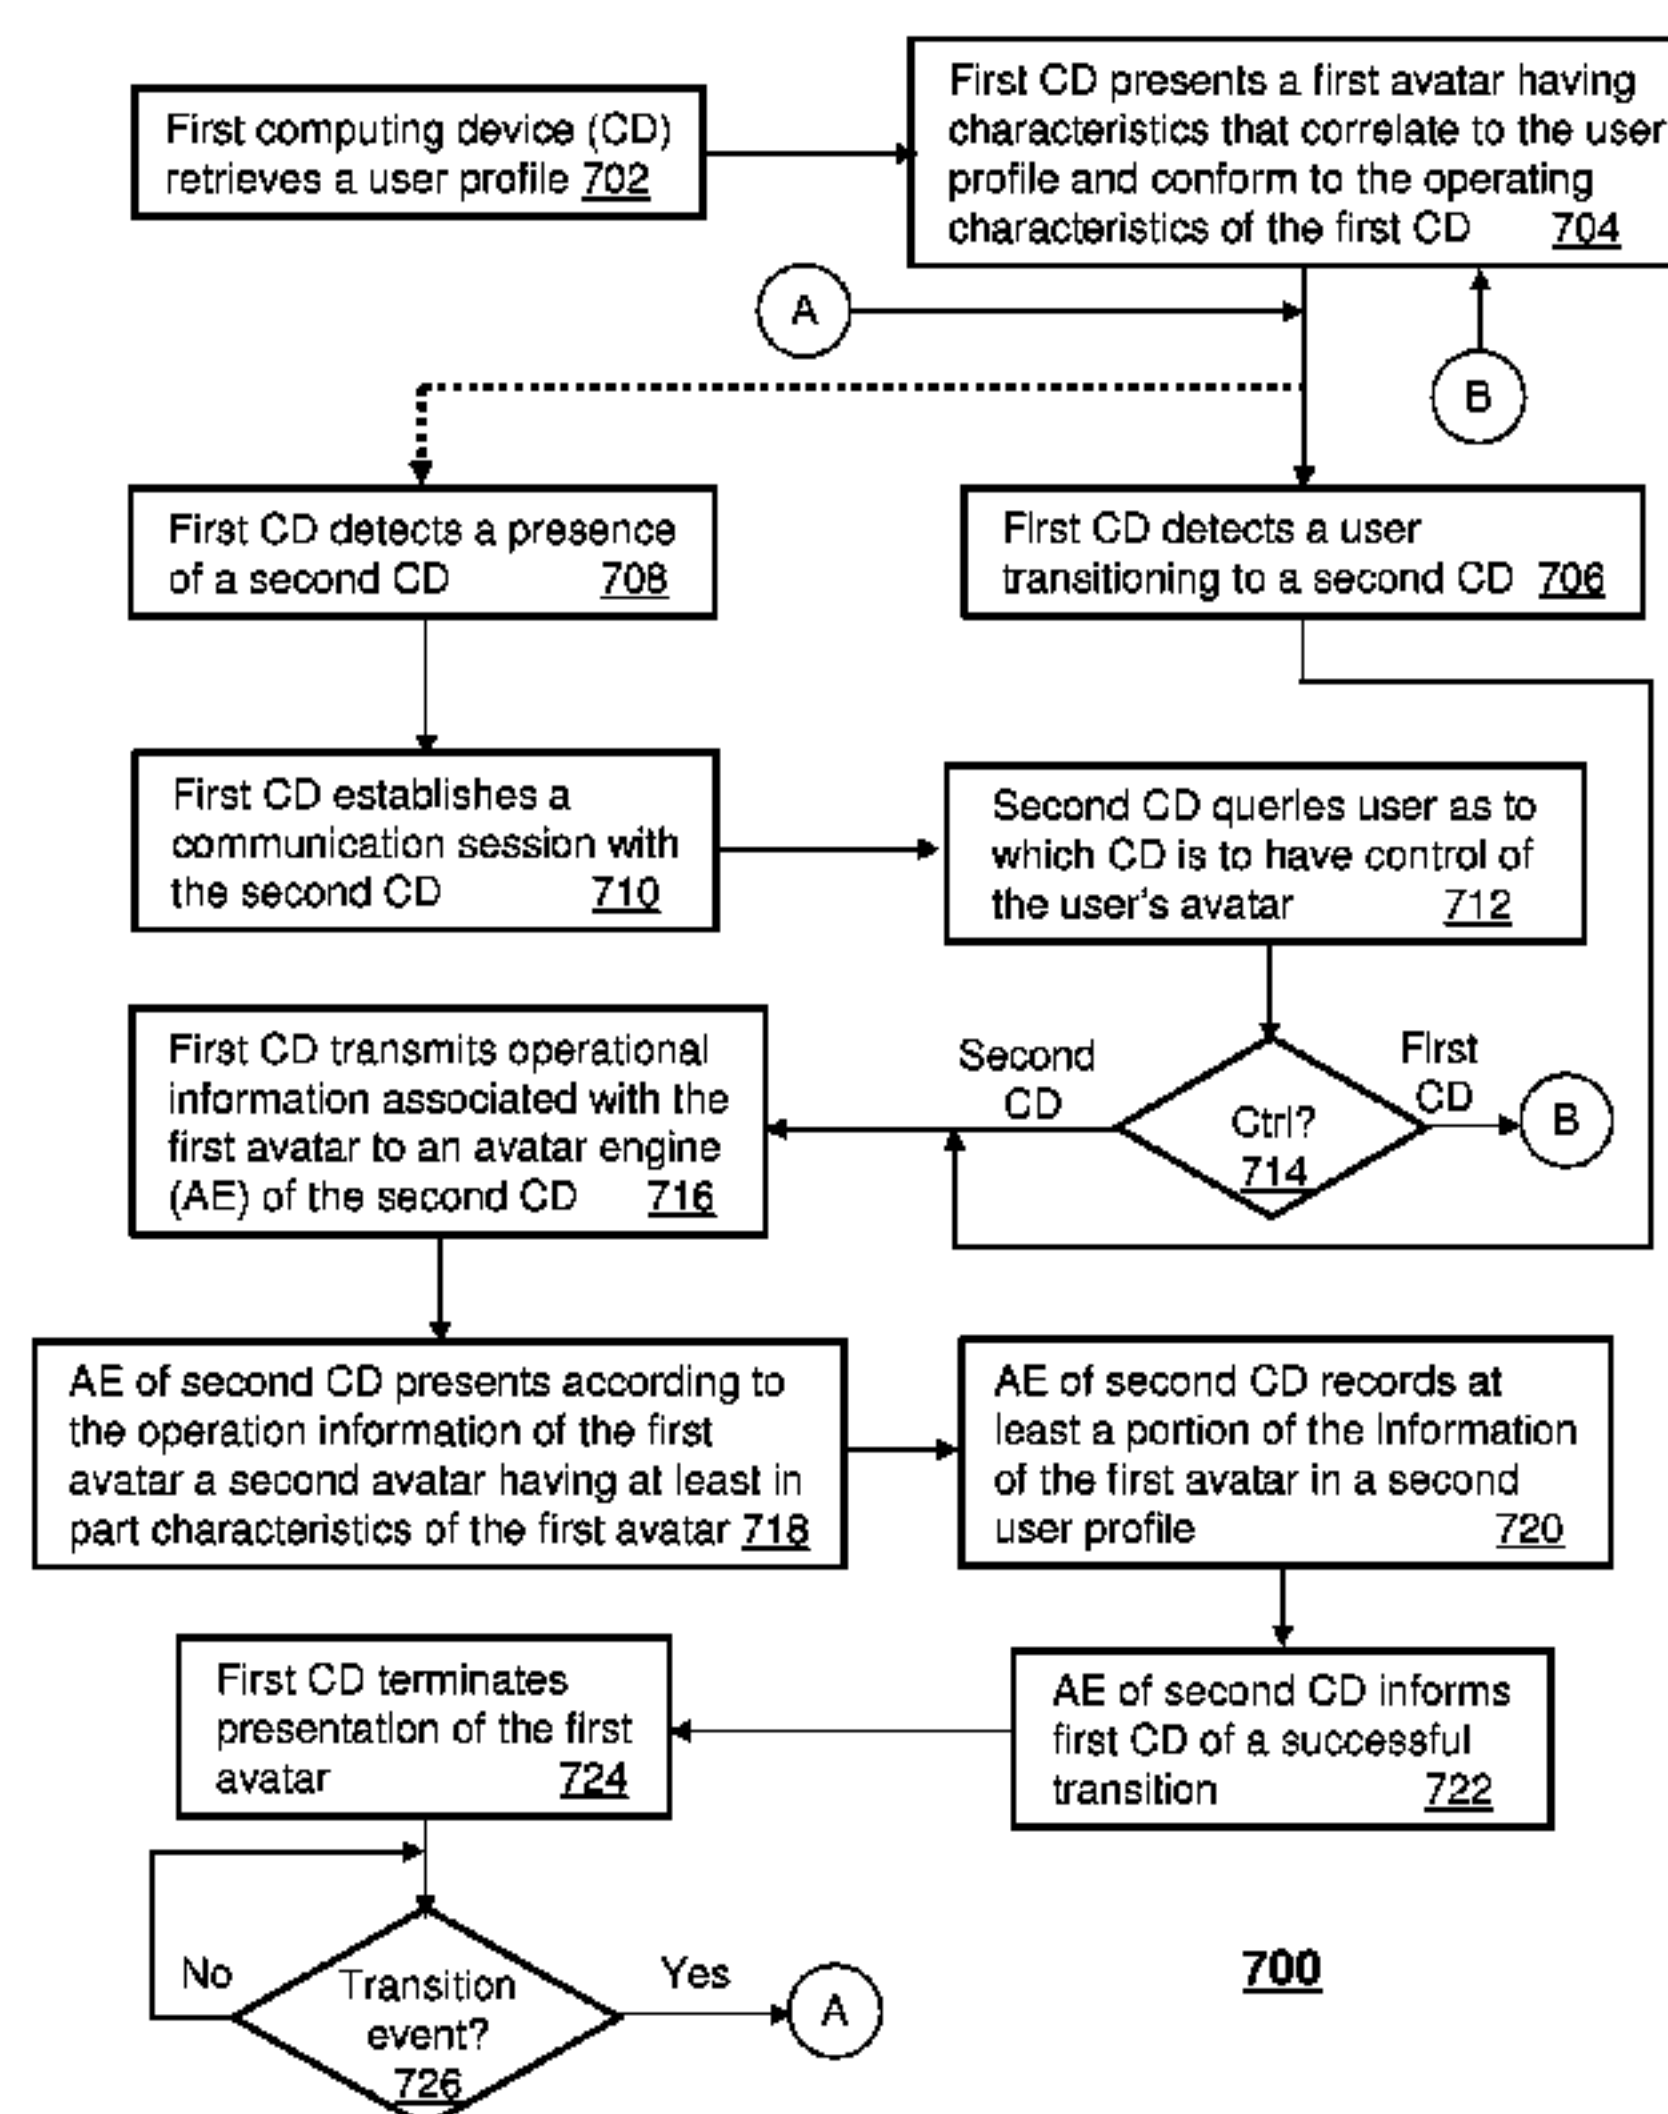 First computing device (CD)
retrieves a user profile 702
First CD presents a first avatar having
characteristics that correlate to the user
profile and conform to the operating
characteristics of the first CD 704
A
B
First CD detects a presence
of a second CD 708
First CD detects a user
transitioning to a second CD 706
First CD establishes a
communication session with
the second CD 710
Second CD queries user as to
which CD is to have control of
the user's avatar 712
First CD transmits operational
information associated with the
first avatar to an avatar engine
(AE) of the second CD 716
Second
CD
Ctrl?
714
First
CD
B
AE of second CD presents according to
the operation information of the first
avatar a second avatar having at least in
part characteristics of the first avatar 718
AE of second CD records at
least a portion of the Information
of the first avatar in a second
user profile 720
First CD terminates
presentation of the first
avatar 724
AE of second CD informs
first CD of a successful
transition 722
No
Transition
event?
726
Yes
A
700